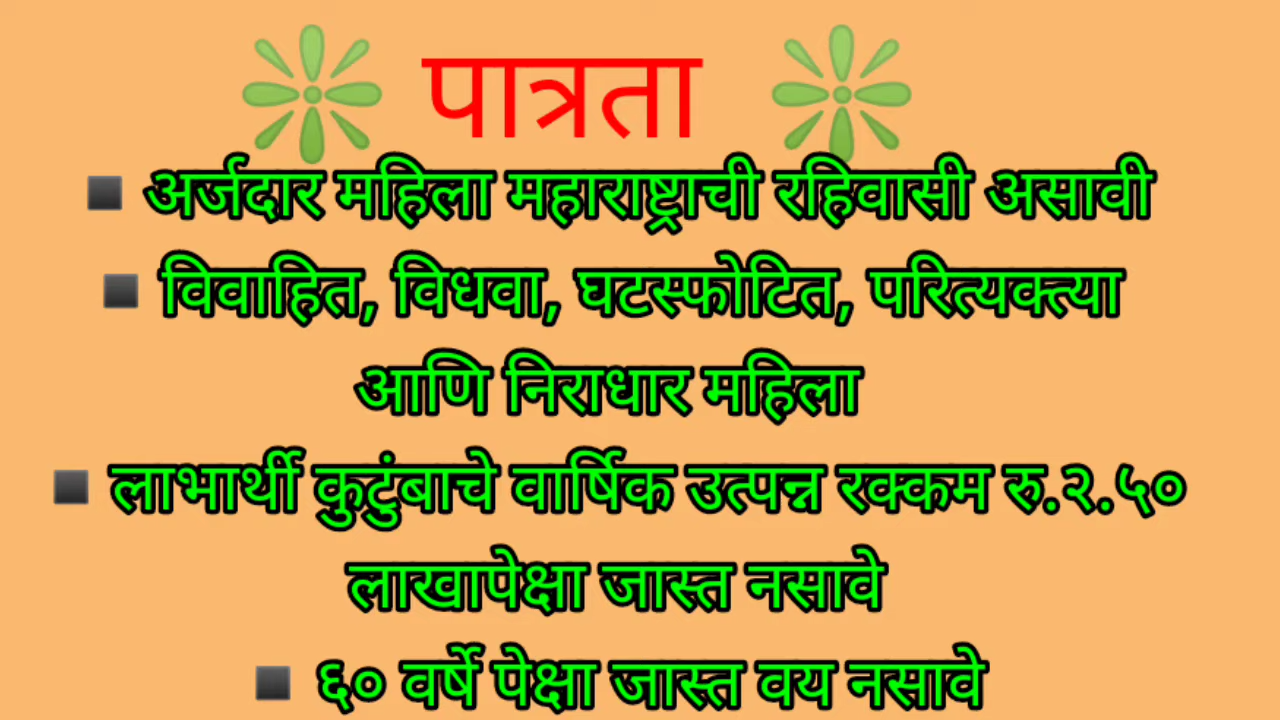 पात्रता
▪ अर्जदार महिला महाराष्ट्राची रहिवासी असावी
▪ विवाहित, विधवा, घटस्फोटित, परित्यक्त्या
आणि निराधार महिला
▪ लाभार्थी कुटुंबाचे वार्षिक उत्पन्न रक्कम रु.२.५०
लाखापेक्षा जास्त नसावे
▪ ६० वर्षे पेक्षा जास्त वय नसावे